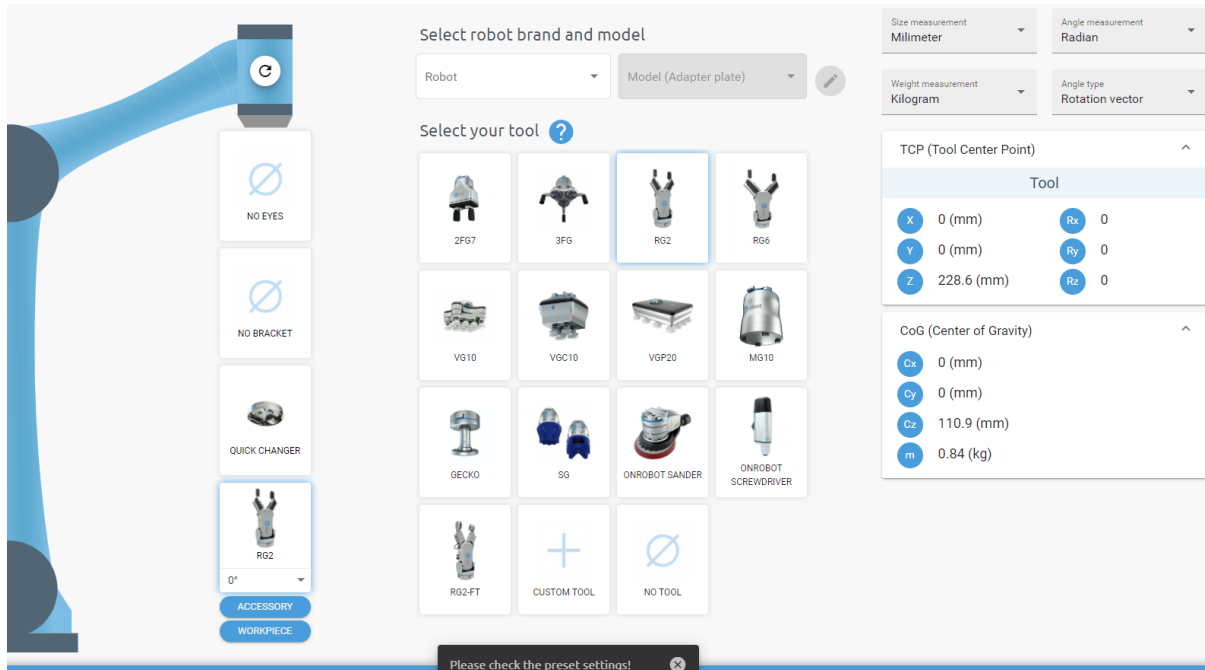 Select robot brand and model
Robot
Model (Adapter plate)
Select your tool
?
NO EYES
NO BRACKET
QUICK CHANGER
RG2
0°
ACCESSORY
WORKPIECE
2FG7
3FG
RG2
RG6
VG10
VGC10
VGP20
MG10
GECKO
SG
ONROBOT SANDER
ONROBOT
SCREWDRIVER
RG2-FT
CUSTOM TOOL
NO TOOL
Please check the preset settings!
Size measurement
Milimeter
Angle measurement
Radian
Weight measurement
Kilogram
Angle type
Rotation vector
TCP (Tool Center Point)
Tool
X 0 (mm) Rx 0
Y 0 (mm) Ry 0
Z 228.6 (mm) Rz 0
CoG (Center of Gravity)
Cx 0 (mm)
Cy 0 (mm)
Cz 110.9 (mm)
m 0.84 (kg)